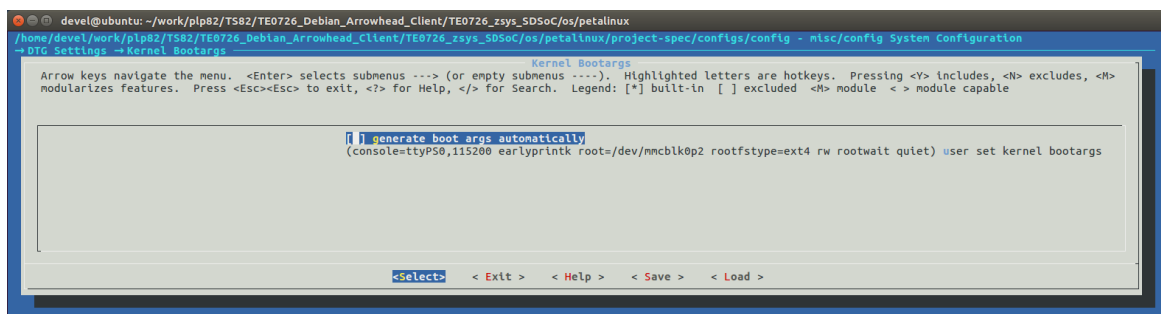 devel@ubuntu: ~/work/plp82/TS82/TE0726_Debian_Arrowhead_Client/TE0726_zsys_SDSoC/os/petalinux
/home/devel/work/plp82/TS82/TE0726_Debian_Arrowhead_Client/TE0726_zsys_SDSoC/os/petalinux/project-spec/configs/config - misc/config System Configuration
→ DTG Settings → Kernel Bootargs
Kernel Bootargs
Arrow keys navigate the menu. <Enter> selects submenus ---> (or empty submenus ----). Highlighted letters are hotkeys. Pressing <Y> includes, <N> excludes, <M>
modularizes features. Press <Esc><Esc> to exit, <?> for Help, </> for Search. Legend: [*] built-in [ ] excluded <M> module < > module capable
[ ] generate boot args automatically
(console=ttyPS0,115200 earlyprintk root=/dev/mmcblk0p2 rootfstype=ext4 rw rootwait quiet) user set kernel bootargs
<Select> < Exit > < Help > < Save > < Load >